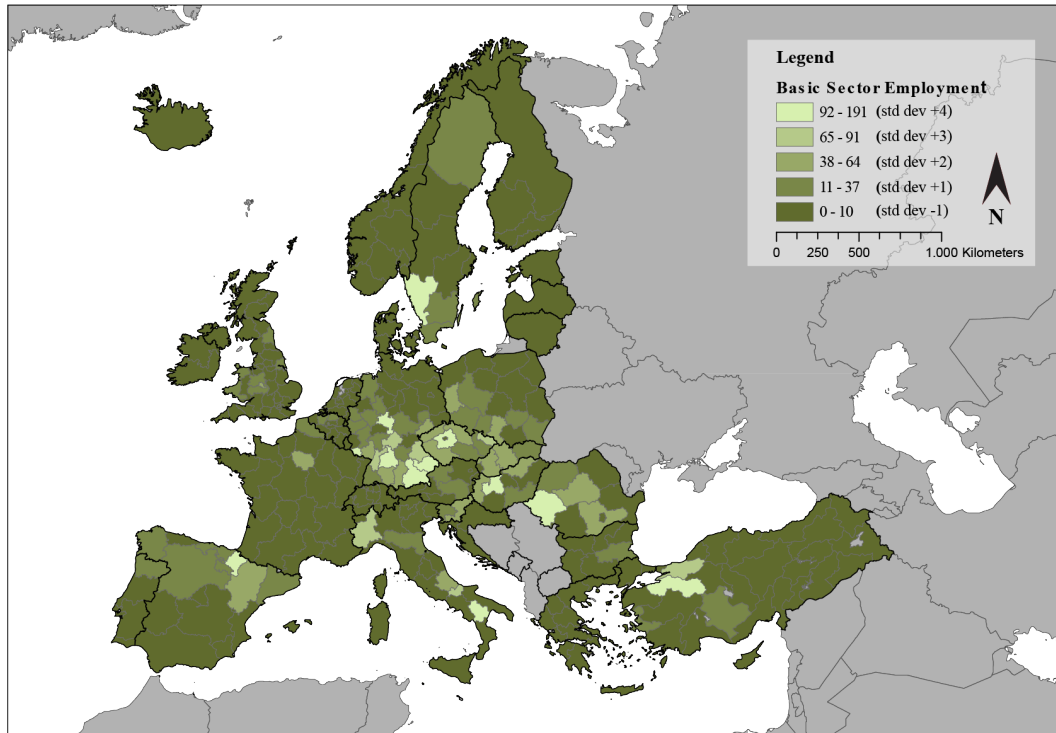 Legend
Basic Sector Employment
92 - 191 (std dev +4)
65 - 91 (std dev +3)
38 - 64 (std dev +2)
11 - 37 (std dev +1)
0 - 10 (std dev -1)
N
0 250 500 1.000 Kilometers